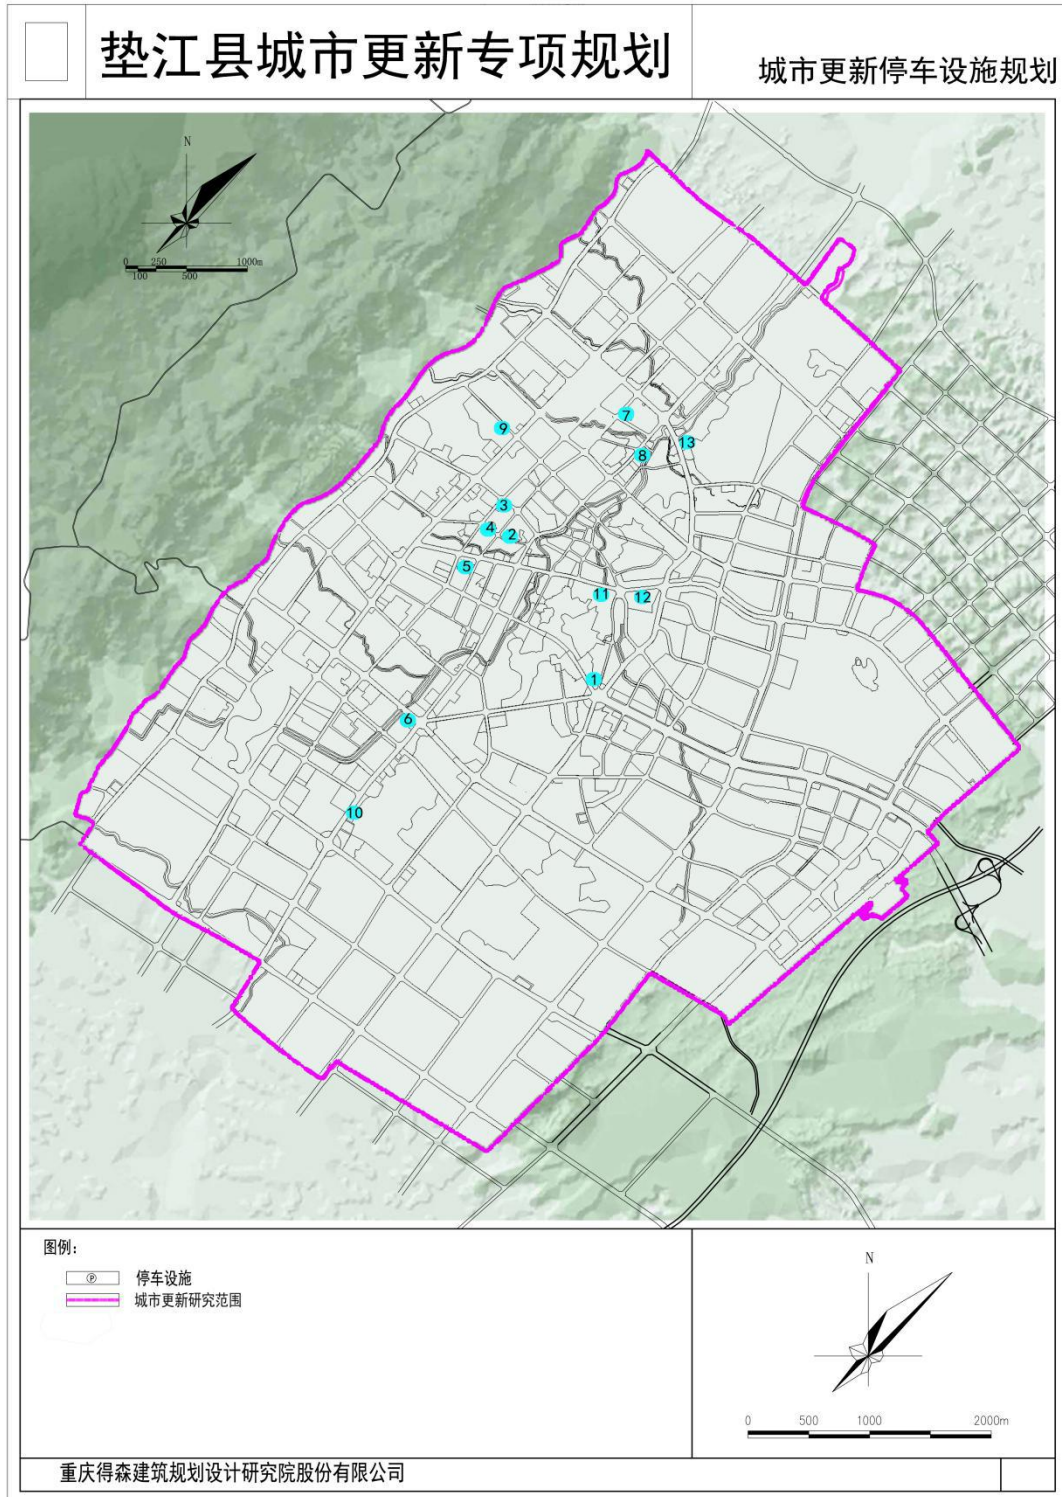 垫江县城市更新专项规划
城市更新停车设施规划
N
0 250 1000m
100 500
7
9
8
13
3
4
2
5
11
12
1
6
10
图例：
P 停车设施
城市更新研究范围
N
0 500 1000 2000m
重庆得森建筑规划设计研究院股份有限公司